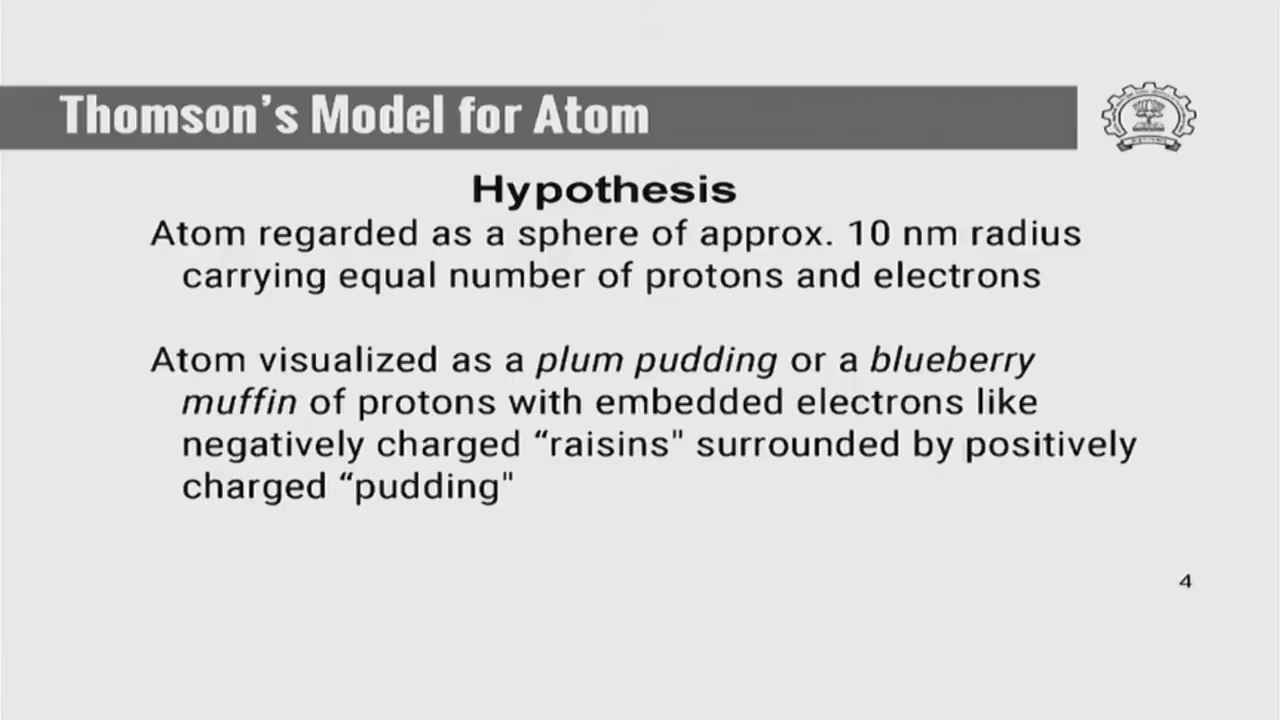 Thomson’s Model for Atom
Hypothesis
Atom regarded as a sphere of approx. 10 nm radius
carrying equal number of protons and electrons
Atom visualized as a plum pudding or a blueberry
muffin of protons with embedded electrons like
negatively charged “raisins" surrounded by positively
charged “pudding"
4